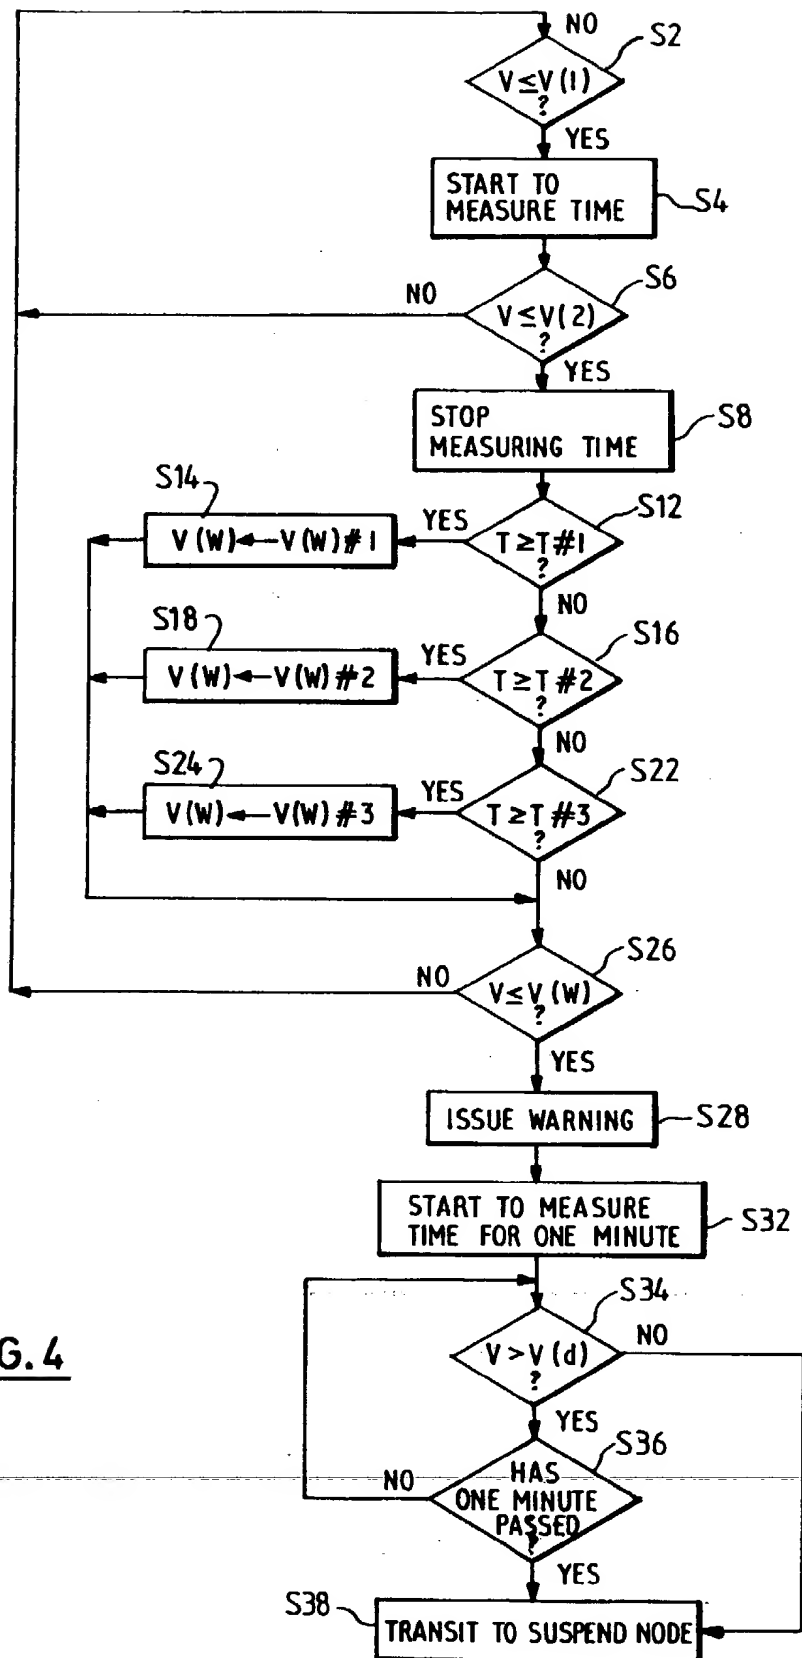 NO
S2
V≤V(1)
?
YES
START TO
MEASURE TIME
S4
NO
S6
V≤V(2)
?
YES
STOP
MEASURING TIME
S8
S14
V(W)←V(W)#1
YES
S12
T≥T#1
?
NO
S18
V(W)←V(W)#2
YES
S16
T≥T#2
?
NO
S24
V(W)←V(W)#3
YES
S22
T≥T#3
?
NO
NO
S26
V≤V(W)
?
YES
ISSUE WARNING
S28
START TO MEASURE
TIME FOR ONE MINUTE
S32
S34
V>V(d)
?
NO
YES
G.4
S36
NO
HAS
ONE MINUTE
PASSED
?
YES
S38
TRANSIT TO SUSPEND NODE